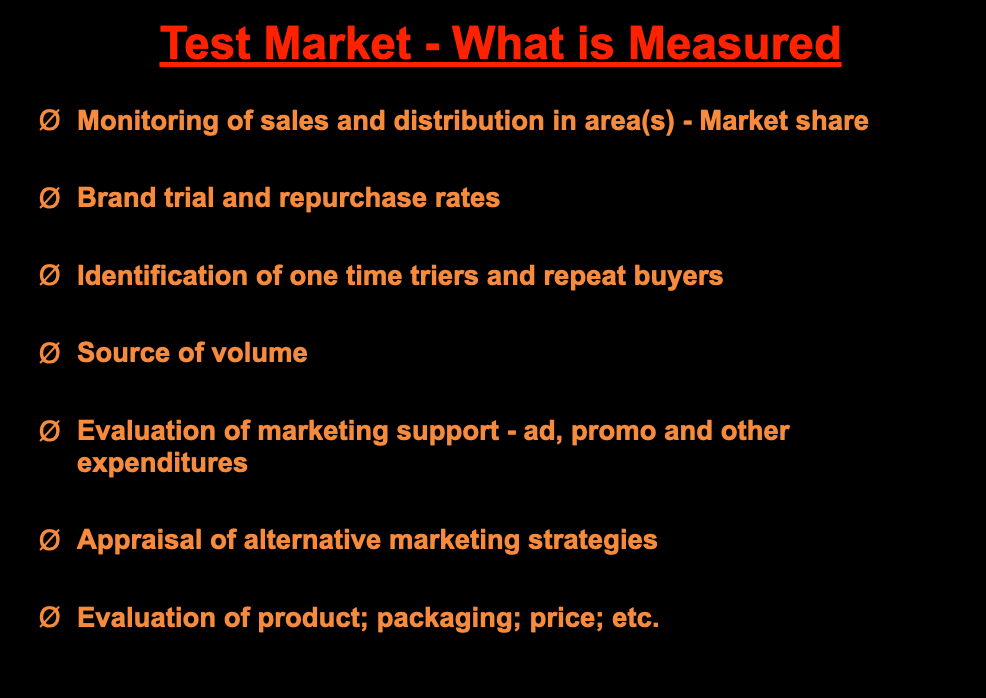 Test Market - What is Measured
Ø Monitoring of sales and distribution in area(s) - Market share
Ø Brand trial and repurchase rates
Ø Identification of one time triers and repeat buyers
Ø Source of volume
Ø Evaluation of marketing support - ad, promo and other
expenditures
Ø Appraisal of alternative marketing strategies
Ø Evaluation of product; packaging; price; etc.